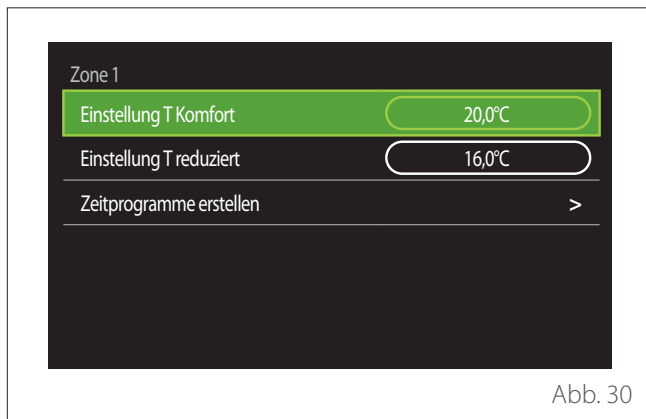 Zone 1
Einstellung T Komfort 20,0°C
Einstellung T reduziert 16,0°C
Zeitprogramme erstellen >
Abb. 30